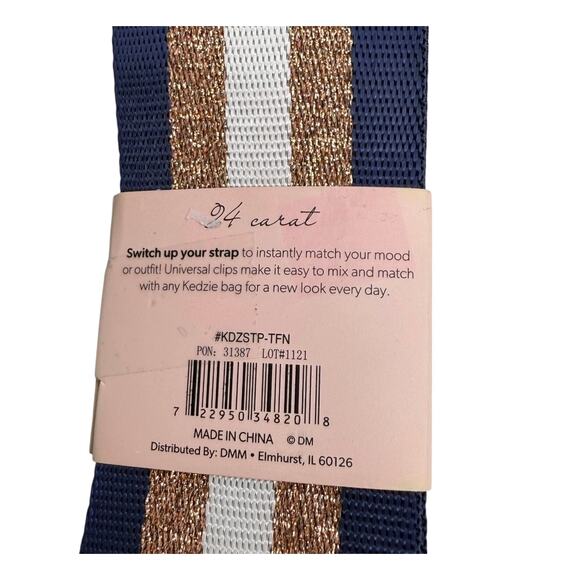 24 carat
Switch up your strap to instantly match your mood
or outfit! Universal clips make it easy to mix and match
with any Kedzie bag for a new look every day.
#KDZSTP-TFN
PON: 31387 LOT#1121
7 22950 34820 8
MADE IN CHINA © DM
Distributed By: DMM • Elmhurst, IL 60126